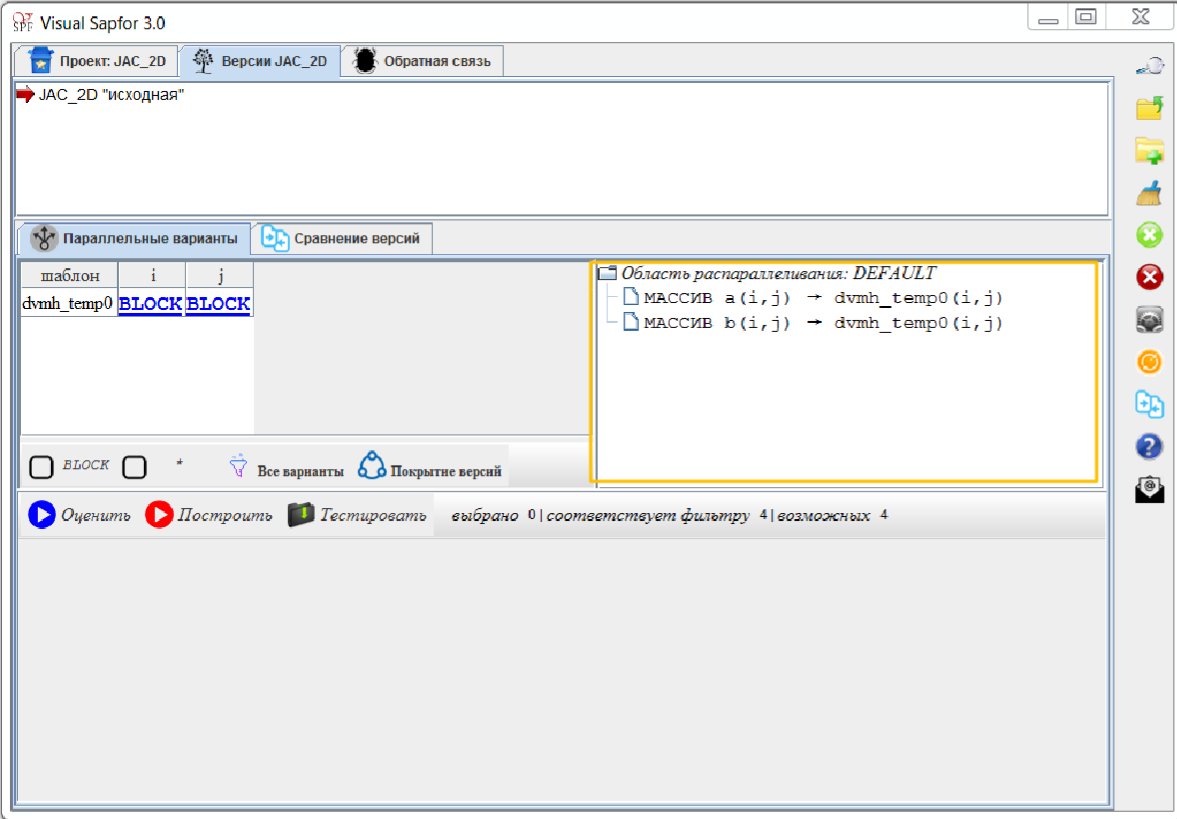 SPF Visual Sapfor 3.0
Проект: JAC_2D Версии JAC_2D Обратная связь
JAC_2D "исходная"
Параллельные варианты Сравнение версий
шаблон i j
dvmh_temp0 BLOCK BLOCK
Область распараллеливания: DEFAULT
МАССИВ a(i,j) → dvmh_temp0(i,j)
МАССИВ b(i,j) → dvmh_temp0(i,j)
BLOCK * Все варианты Покрытие версий
Оценить Построить Тестировать выбрано 0 | соответствует фильтру 4 | возможных 4